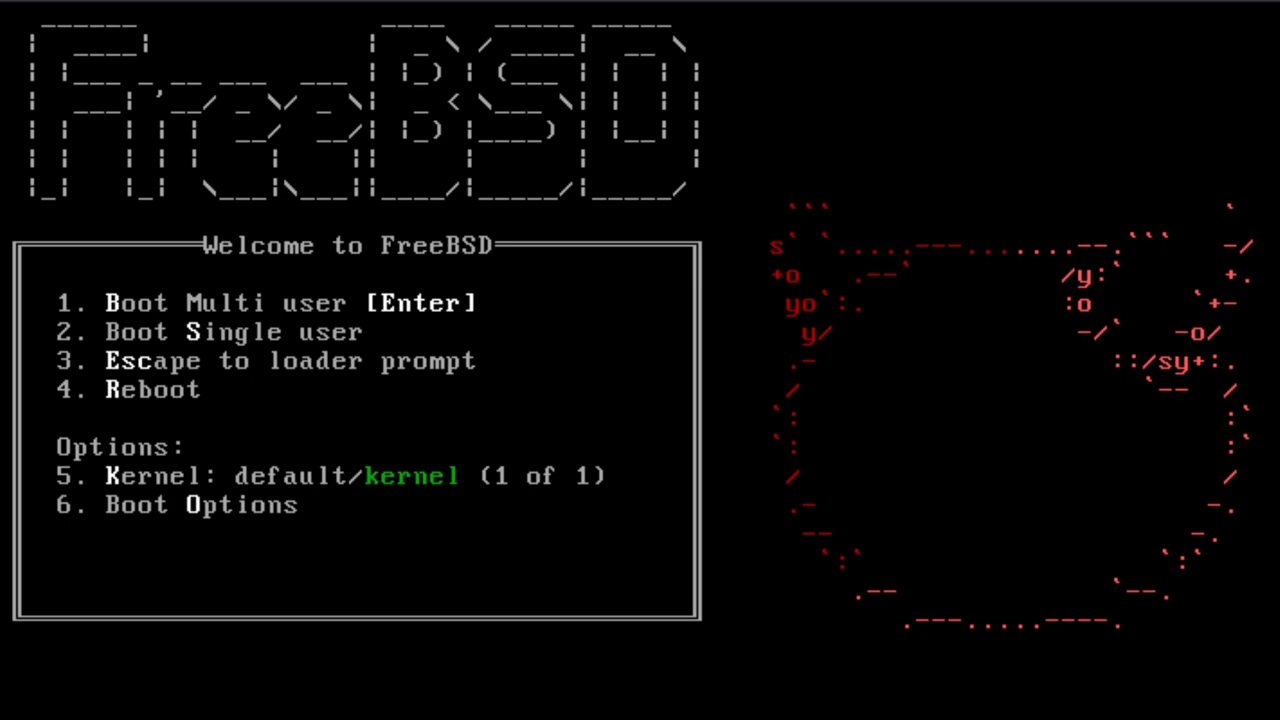 FreeBSD
Welcome to FreeBSD
1. Boot Multi user [Enter]
2. Boot Single user
3. Escape to loader prompt
4. Reboot
Options:
5. Kernel: default/kernel (1 of 1)
6. Boot Options